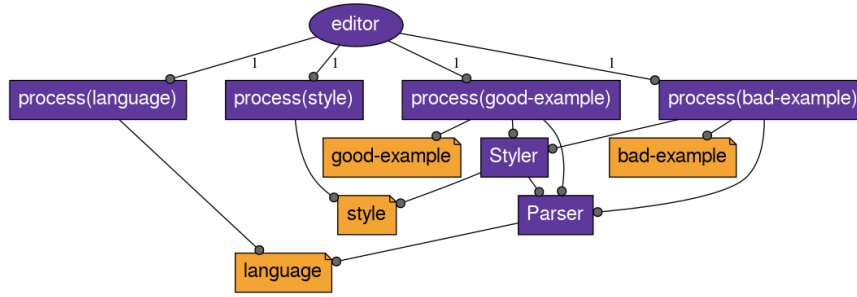 editor
1
1
1
1
process(language)
process(style)
process(good-example)
process(bad-example)
good-example
Styler
bad-example
style
Parser
language